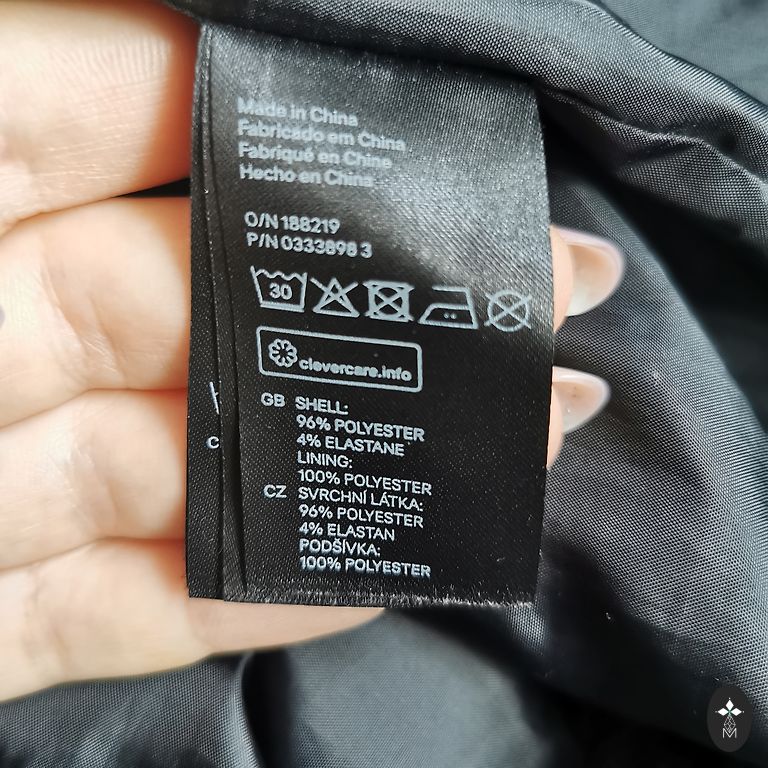 Made in China
Fabricado em China
Fabriqué en Chine
Hecho en China
O/N 188219
P/N 0333898 3
30
clevercare.info
GB SHELL:
96% POLYESTER
4% ELASTANE
LINING:
100% POLYESTER
CZ SVRCHNÍ LÁTKA:
96% POLYESTER
4% ELASTAN
PODŠÍVKA:
100% POLYESTER
C
M